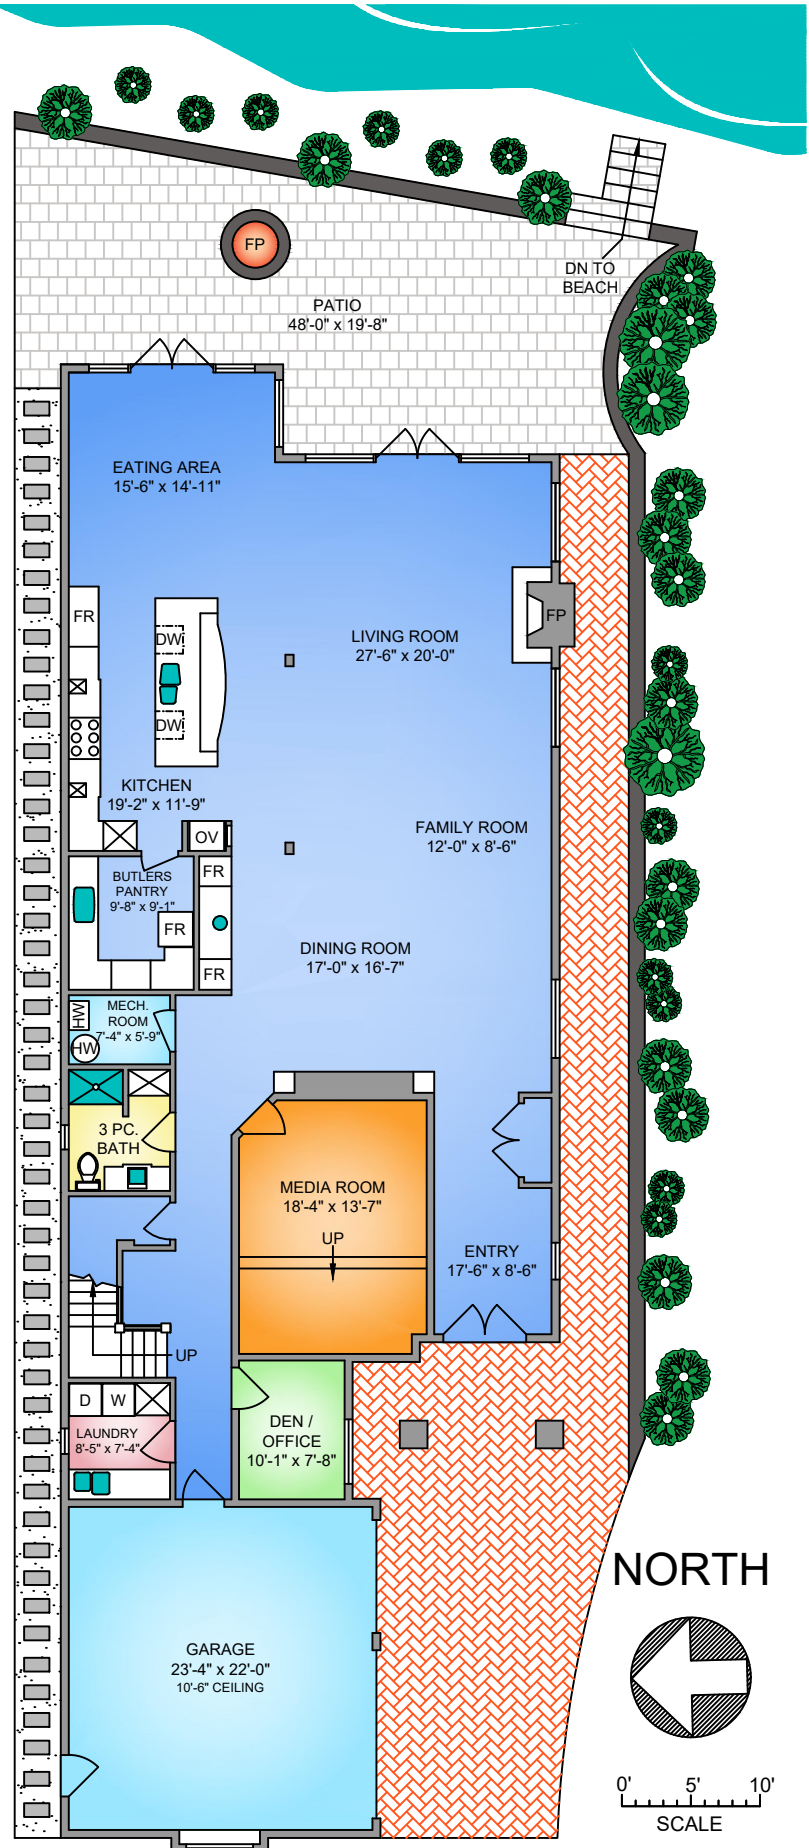 FP
DN TO
BEACH
PATIO
48'-0" x 19'-8"
EATING AREA
15'-6" x 14'-11"
FR
DW
LIVING ROOM
27'-6" x 20'-0"
FP
DW
KITCHEN
19'-2" x 11'-9"
OV
FAMILY ROOM
12'-0" x 8'-6"
BUTLERS
PANTRY
9'-8" x 9'-1"
FR
FR
FR
DINING ROOM
17'-0" x 16'-7"
HW
MECH.
ROOM
7'-4" x 5'-9"
HW
3 PC.
BATH
MEDIA ROOM
18'-4" x 13'-7"
UP
ENTRY
17'-6" x 8'-6"
UP
D
W
LAUNDRY
8'-5" x 7'-4"
DEN /
OFFICE
10'-1" x 7'-8"
NORTH
GARAGE
23'-4" x 22'-0"
10'-6" CEILING
0' 5' 10'
SCALE